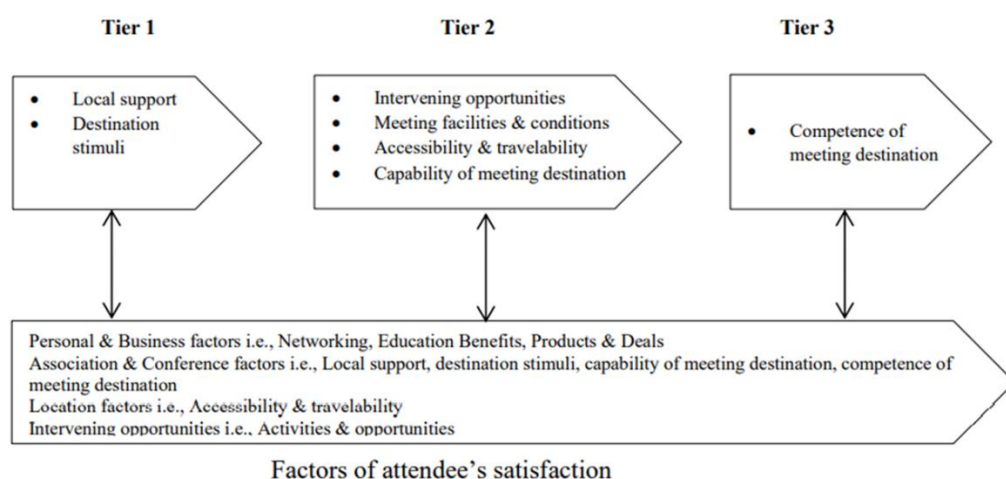 Tier 1
Tier 2
Tier 3
• Local support
• Destination
stimuli
• Intervening opportunities
• Meeting facilities & conditions
• Accessibility & travelability
• Capability of meeting destination
• Competence of
meeting destination
Personal & Business factors i.e., Networking, Education Benefits, Products & Deals
Association & Conference factors i.e., Local support, destination stimuli, capability of meeting destination, competence of
meeting destination
Location factors i.e., Accessibility & travelability
Intervening opportunities i.e., Activities & opportunities
Factors of attendee's satisfaction